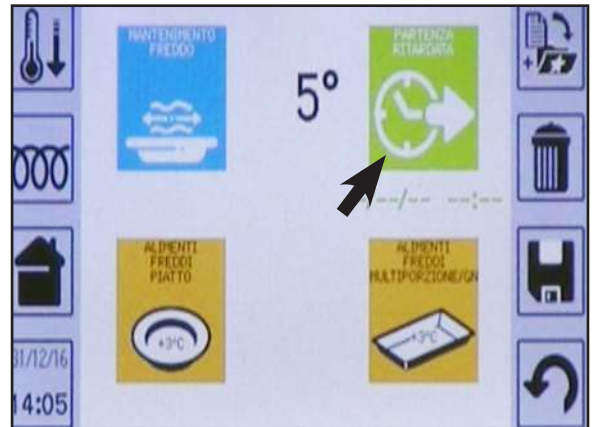 MANTENIMENTO
FREDDO
5°
PARTENZA
RITARDATA
--/-- --:--
ALIMENTI
FREDDI
PIATTO
+3°C
ALIMENTI
FREDDI
MULTIPORZIONE/GN
+3°C
31/12/16
14:05